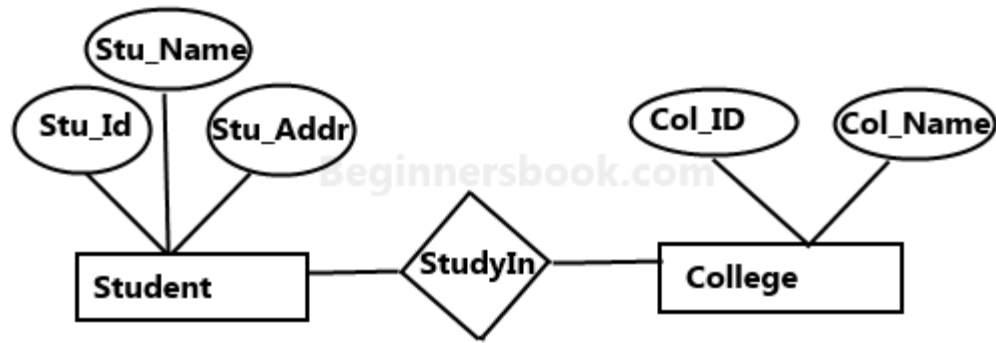 Stu_Name
Stu_Id
Stu_Addr
Col_ID
Col_Name
Beginnersbook.com
StudyIn
Student
College